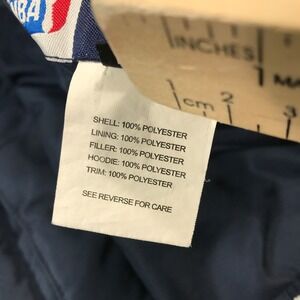 NBA
INCHES
1
cm
2
3
SHELL: 100% POLYESTER
LINING: 100% POLYESTER
FILLER: 100% POLYESTER
HOODIE: 100% POLYESTER
TRIM: 100% POLYESTER
SEE REVERSE FOR CARE